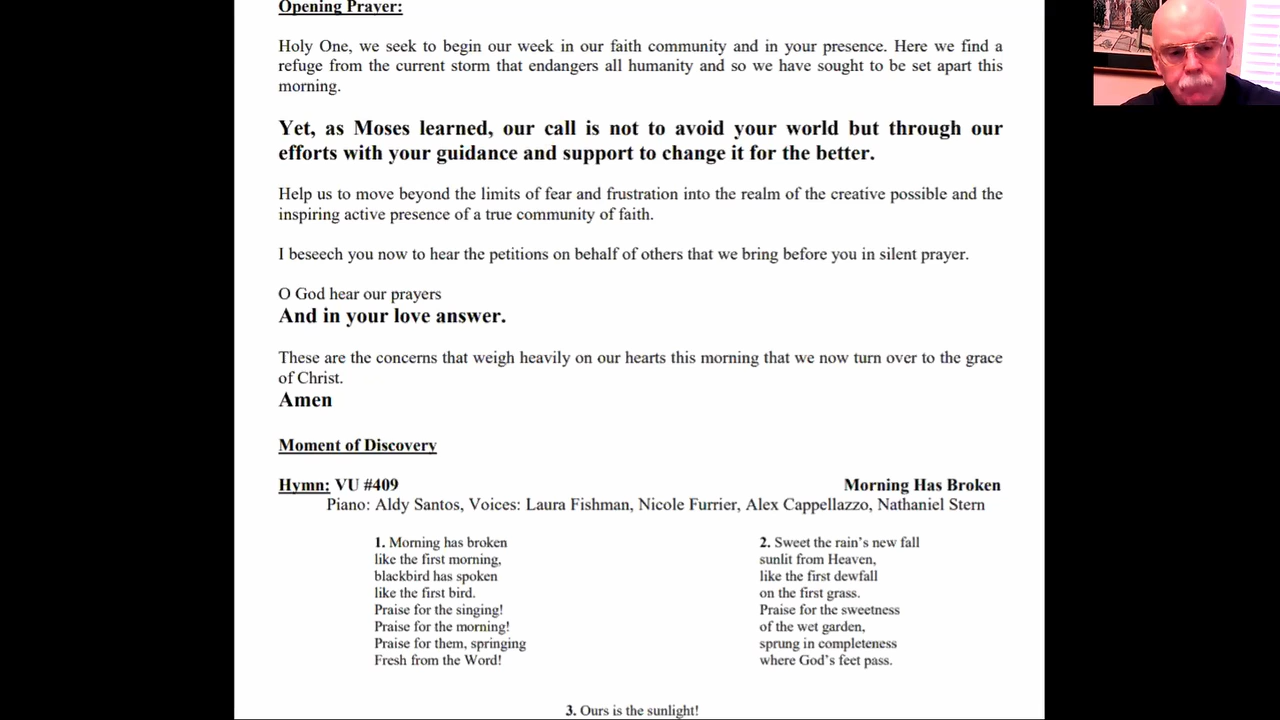 Opening Prayer:
Holy One, we seek to begin our week in our faith community and in your presence. Here we find a
refuge from the current storm that endangers all humanity and so we have sought to be set apart this
morning.
Yet, as Moses learned, our call is not to avoid your world but through our
efforts with your guidance and support to change it for the better.
Help us to move beyond the limits of fear and frustration into the realm of the creative possible and the
inspiring active presence of a true community of faith.
I beseech you now to hear the petitions on behalf of others that we bring before you in silent prayer.
O God hear our prayers
And in your love answer.
These are the concerns that weigh heavily on our hearts this morning that we now turn over to the grace
of Christ.
Amen
Moment of Discovery
Hymn: VU #409 Morning Has Broken
Piano: Aldy Santos, Voices: Laura Fishman, Nicole Furrier, Alex Cappellazzo, Nathaniel Stern
1. Morning has broken
like the first morning,
blackbird has spoken
like the first bird.
Praise for the singing!
Praise for the morning!
Praise for them, springing
Fresh from the Word!
2. Sweet the rain's new fall
sunlit from Heaven,
like the first dewfall
on the first grass.
Praise for the sweetness
of the wet garden,
sprung in completeness
where God's feet pass.
3. Ours is the sunlight!